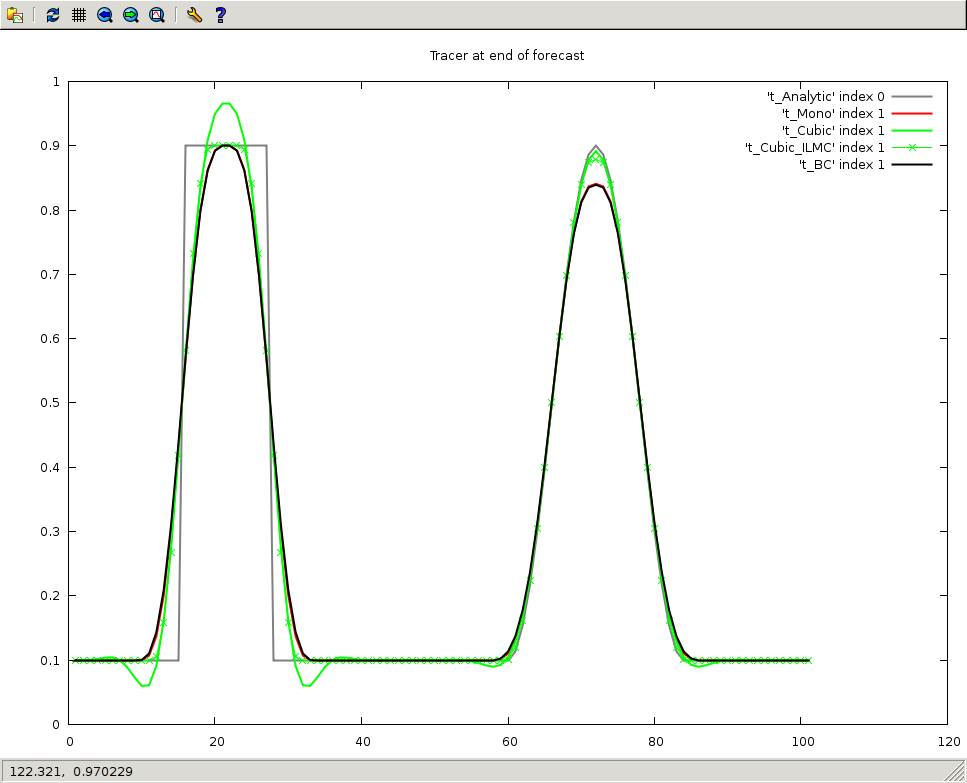 Tracer at end of forecast
't_Analytic' index 0
't_Mono' index 1
't_Cubic' index 1
't_Cubic_ILMC' index 1
't_BC' index 1
1
0.9
0.8
0.7
0.6
0.5
0.4
0.3
0.2
0.1
0
0 20 40 60 80 100 120
122.321, 0.970229